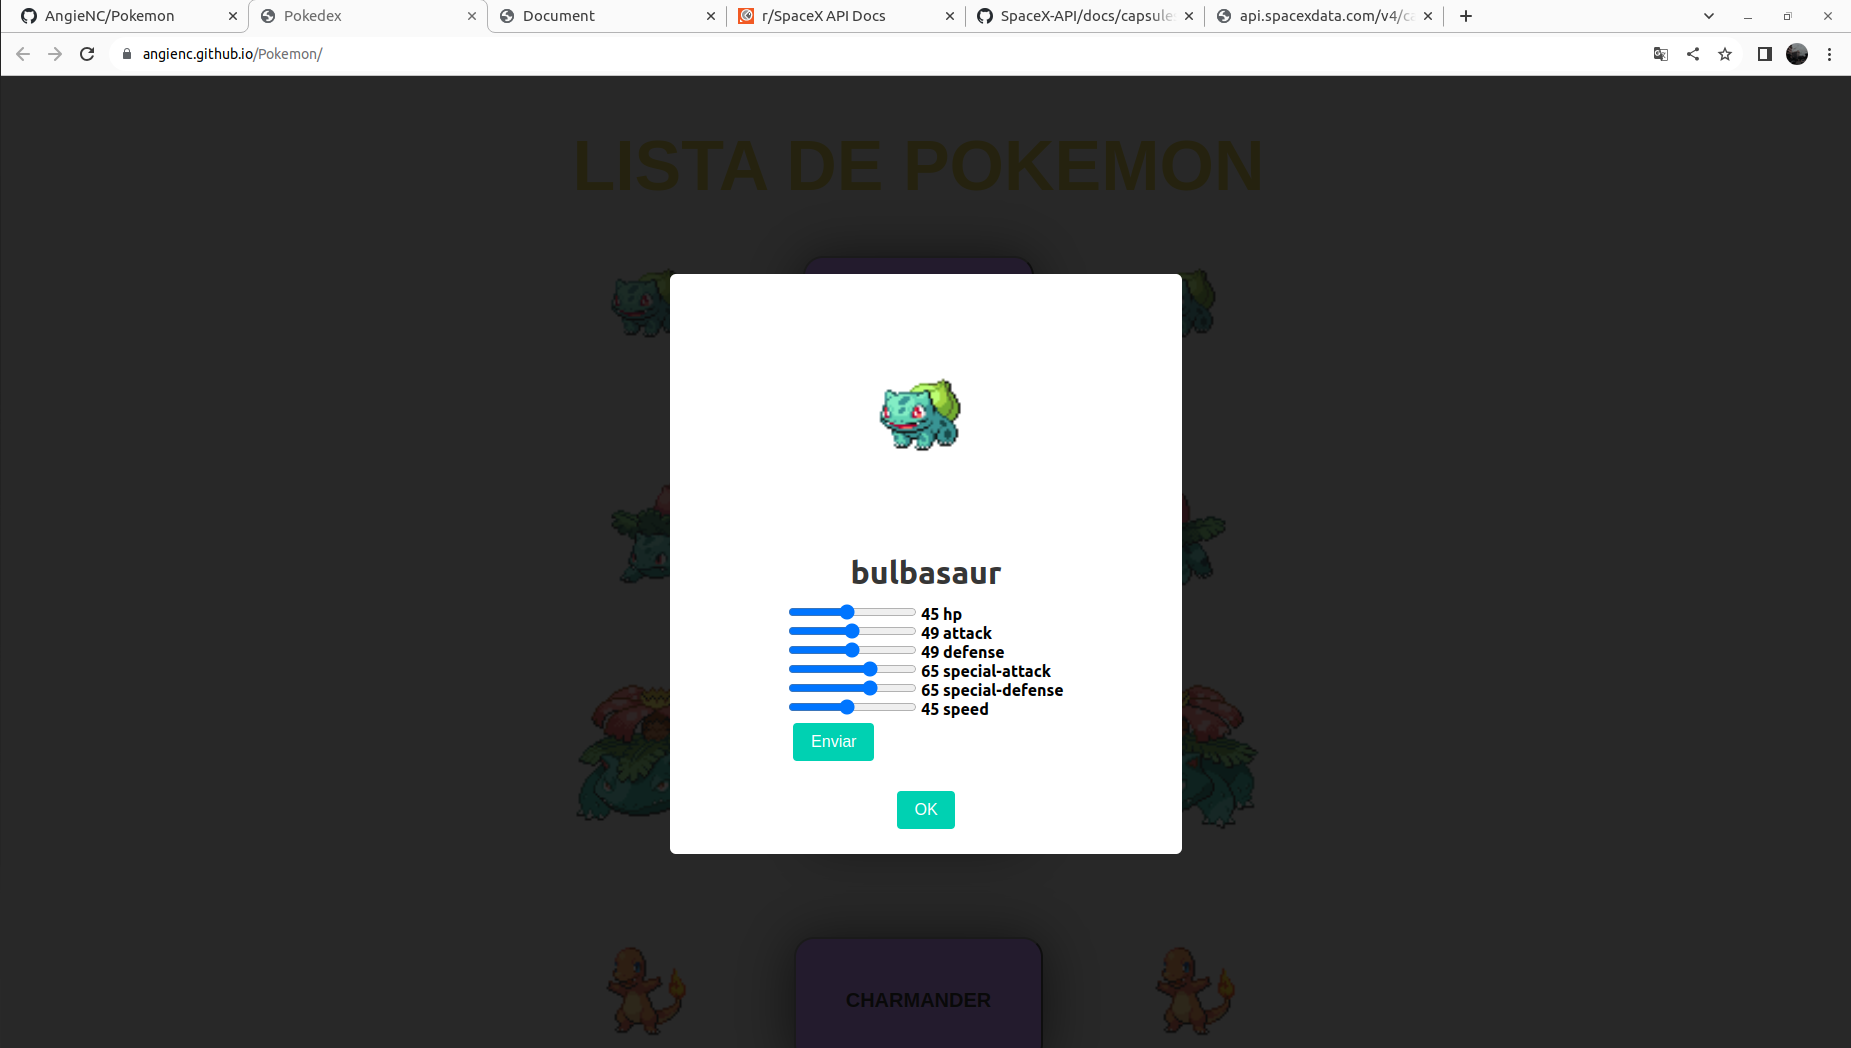 AngieNC/Pokemon
Pokedex
Document
r/SpaceX API Docs
SpaceX-API/docs/capsule
api.spacexdata.com/v4/c
angienc.github.io/Pokemon/
LISTA DE POKEMON
bulbasaur
45 hp
49 attack
49 defense
65 special-attack
65 special-defense
45 speed
Enviar
OK
CHARMANDER